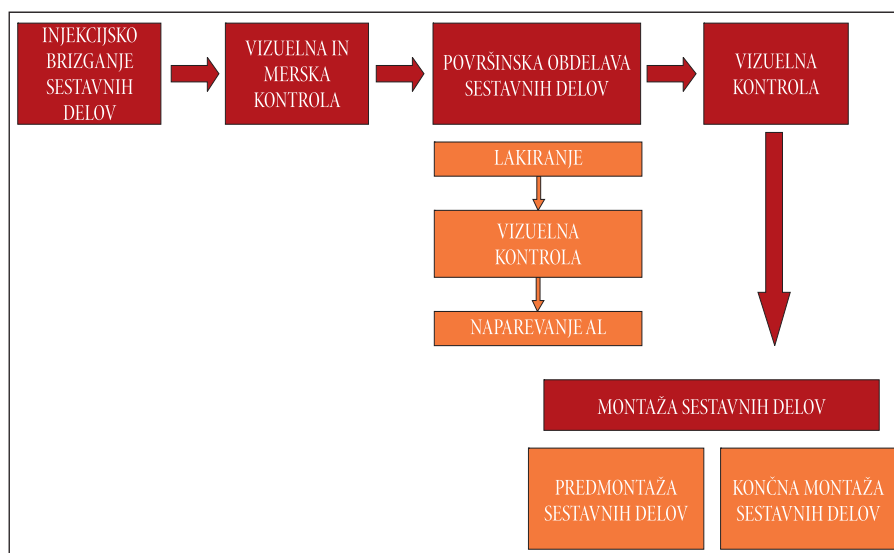 INJEKCIJSKO
BRIZGANJE
SESTAVNIH
DELOV
VIZUELNA IN
MERSKA
KONTROLA
POVRŠINSKA OBDELAVA
SESTAVNIH DELOV
VIZUELNA
KONTROLA
LAKIRANJE
VIZUELNA
KONTROLA
NAPAREVANJE AL
MONTAŽA SESTAVNIH DELOV
PREDMONTAŽA
SESTAVNIH DELOV
KONČNA MONTAŽA
SESTAVNIH DELOV